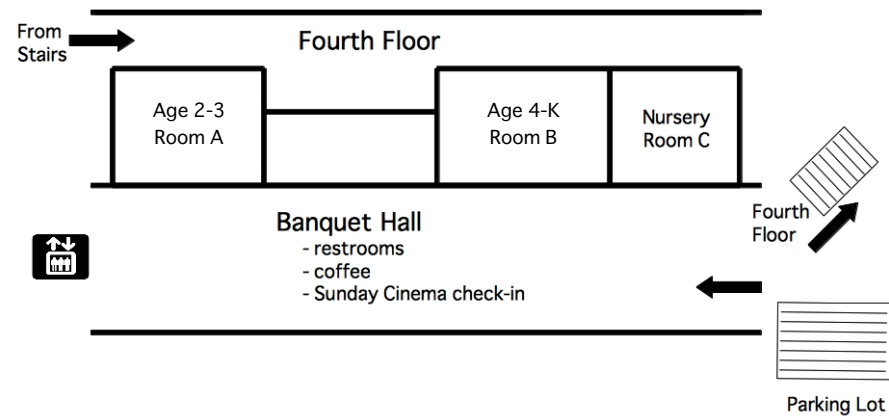 From
Stairs
Fourth Floor
Age 2-3
Room A
Age 4-K
Room B
Nursery
Room C
Fourth
Floor
Banquet Hall
- restrooms
- coffee
- Sunday Cinema check-in
Parking Lot